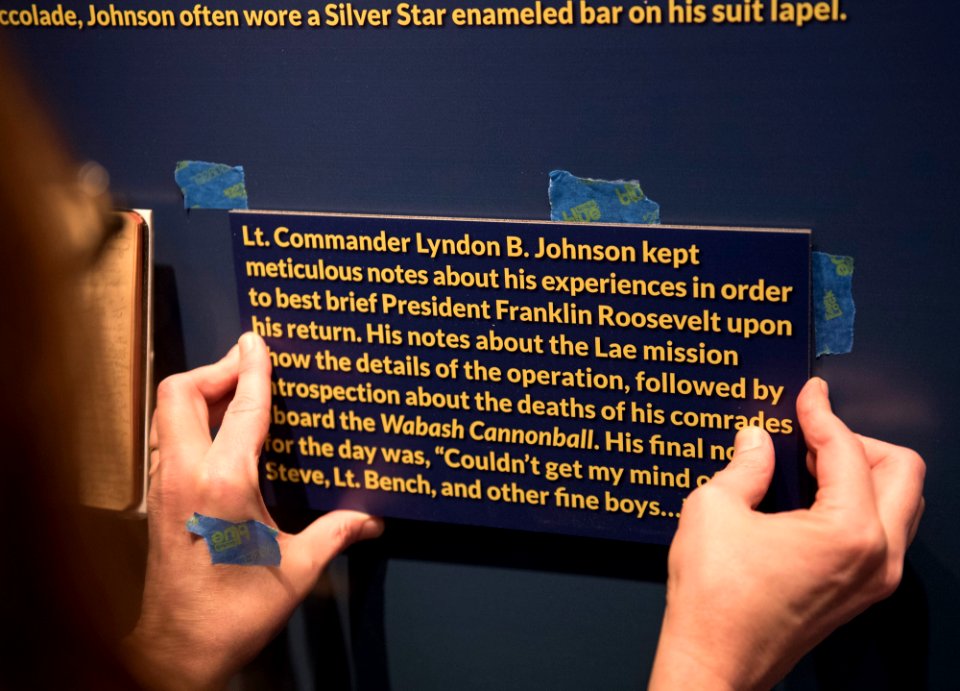 ccolade, Johnson often wore a Silver Star enameled bar on his suit lapel.
Lt. Commander Lyndon B. Johnson kept
meticulous notes about his experiences in order
to best brief President Franklin Roosevelt upon
his return. His notes about the Lae mission
how the details of the operation, followed by
trospection about the deaths of his comrades
board the Wabash Cannonball. His final no
for the day was, “Couldn’t get my mind o
Steve, Lt. Bench, and other fine boys...